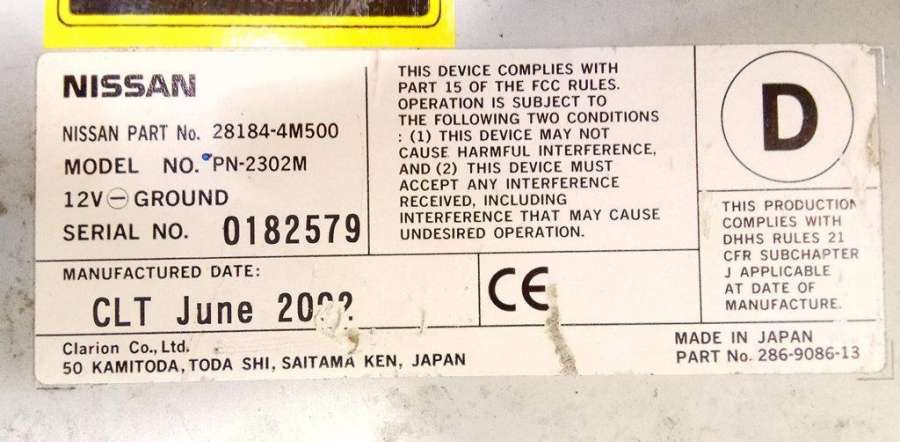 NISSAN
NISSAN PART No. 28184-4M500
MODEL NO. PN-2302M
12V ⊖ GROUND
SERIAL NO. 0182579
THIS DEVICE COMPLIES WITH
PART 15 OF THE FCC RULES.
OPERATION IS SUBJECT TO
THE FOLLOWING TWO CONDITIONS
: (1) THIS DEVICE MAY NOT
CAUSE HARMFUL INTERFERENCE,
AND (2) THIS DEVICE MUST
ACCEPT ANY INTERFERENCE
RECEIVED, INCLUDING
INTERFERENCE THAT MAY CAUSE
UNDESIRED OPERATION.
D
THIS PRODUCTION
COMPLIES WITH
DHHS RULES 21
CFR SUBCHAPTER
J APPLICABLE
AT DATE OF
MANUFACTURE.
MANUFACTURED DATE:
CLT June 2002
CE
Clarion Co., Ltd.
50 KAMITODA, TODA SHI, SAITAMA KEN, JAPAN
MADE IN JAPAN
PART No. 286-9086-13